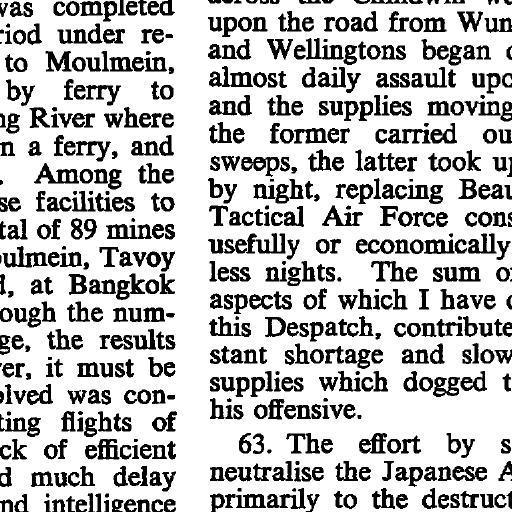 was completed
riod under re-
to Moulmein,
by ferry to
ng River where
n a ferry, and
. Among the
se facilities to
tal of 89 mines
oulmein, Tavoy
d, at Bangkok
ough the num-
ge, the results
er, it must be
olved was con-
ting flights of
ck of efficient
d much delay
nd intelligence
upon the road from Wun
and Wellingtons began
almost daily assault upo
and the supplies moving
the former carried ou
sweeps, the latter took up
by night, replacing Beau
Tactical Air Force cons
usefully or economically
less nights. The sum o
aspects of which I have
this Despatch, contribute
stant shortage and slow
supplies which dogged t
his offensive.
63. The effort by s
neutralise the Japanese A
primarily to the destruct